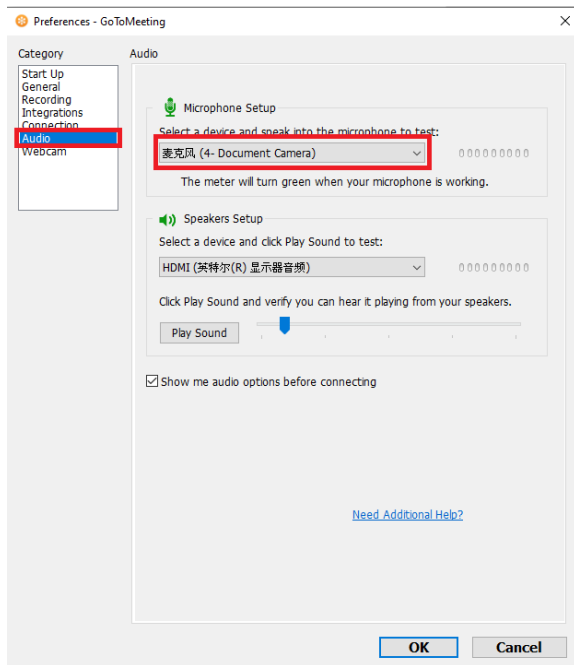 Preferences - GoToMeeting
Category
Audio
Start Up
General
Recording
Integrations
Connection
Audio
Webcam
Microphone Setup
Select a device and speak into the microphone to test:
麦克风 (4- Document Camera)
The meter will turn green when your microphone is working.
Speakers Setup
Select a device and click Play Sound to test:
HDMI (英特尔(R) 显示器音频)
Click Play Sound and verify you can hear it playing from your speakers.
Play Sound
Show me audio options before connecting
Need Additional Help?
OK
Cancel